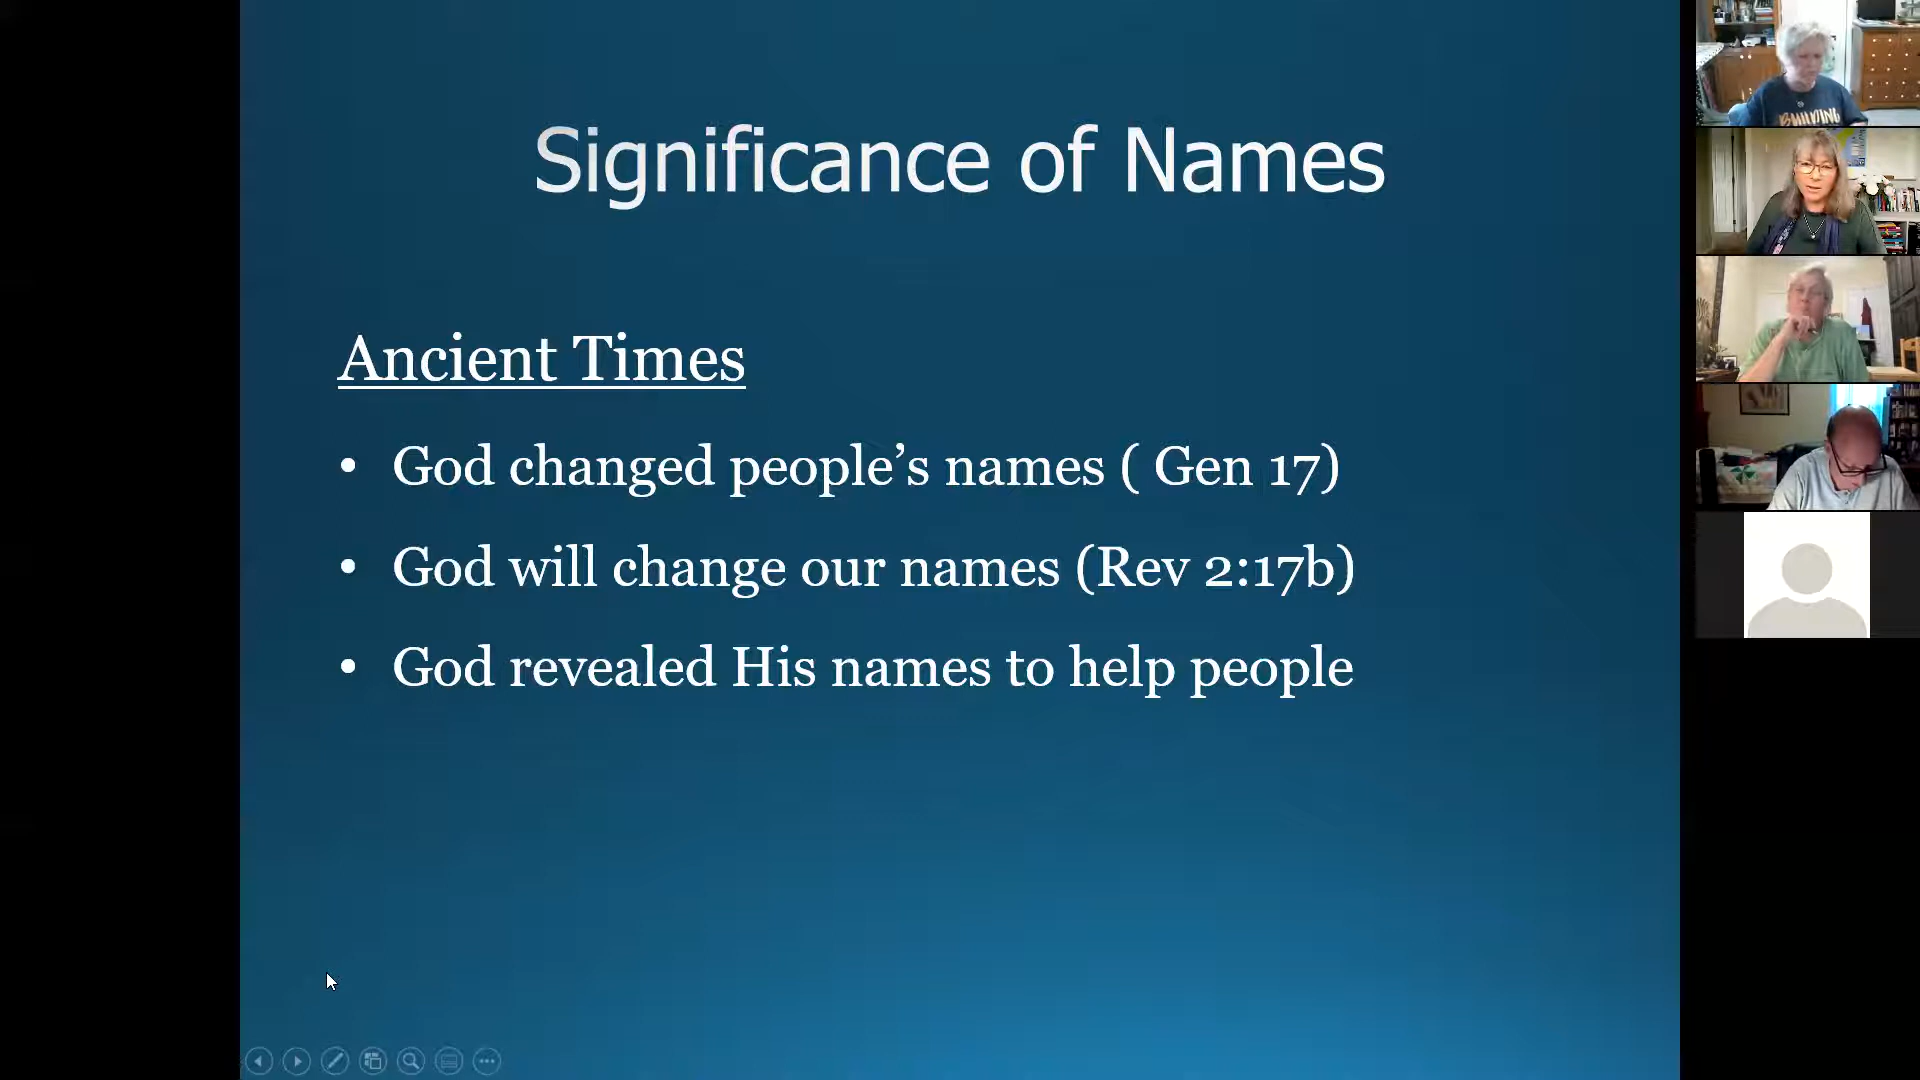 Significance of Names
Ancient Times
• God changed people’s names ( Gen 17)
• God will change our names (Rev 2:17b)
• God revealed His names to help people
BUILDING